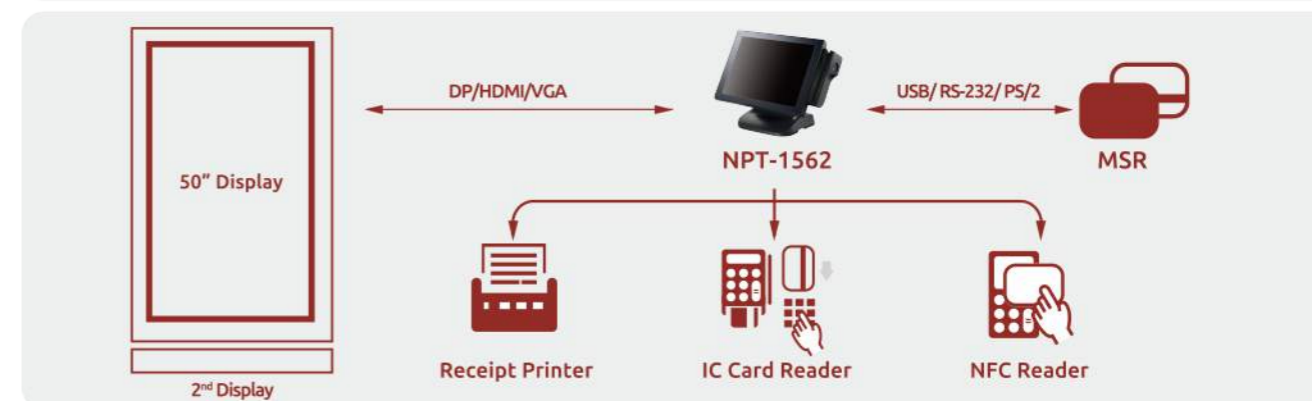 DP/HDMI/VGA
USB/ RS-232/ PS/2
NPT-1562
MSR
50” Display
Receipt Printer
IC Card Reader
NFC Reader
2nd Display